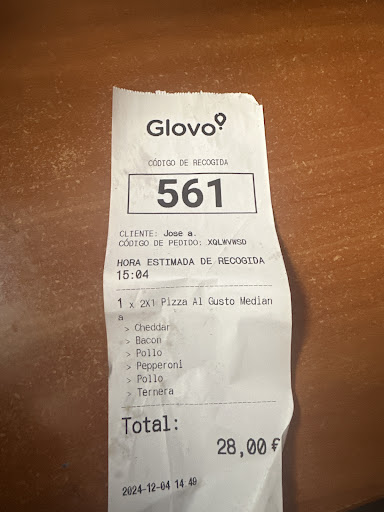 Glovo
CÓDIGO DE RECOGIDA
561
CLIENTE: Jose a.
CÓDIGO DE PEDIDO: XQLWVWSD
HORA ESTIMADA DE RECOGIDA
15:04
1 x 2X1 Pizza Al Gusto Median
a
> Cheddar
> Bacon
> Pollo
> Pepperoni
> Pollo
> Ternera
Total:
28,00 €
2024-12-04 14:49